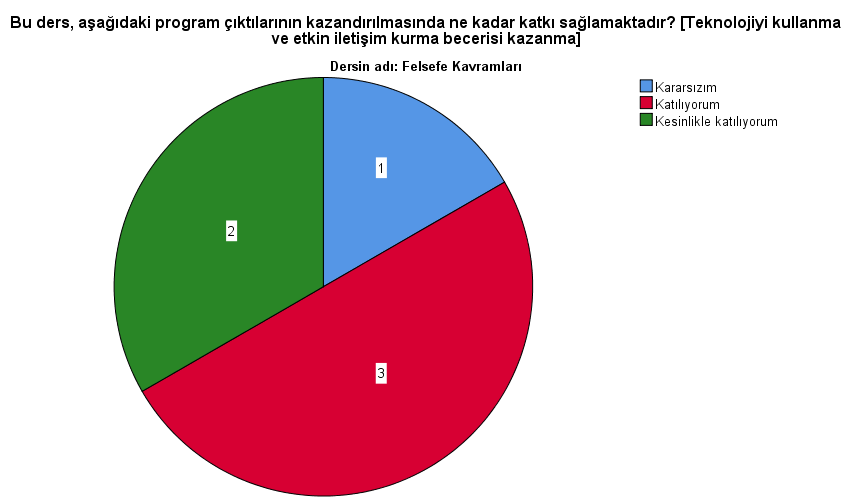 Bu ders, aşağıdaki program çıktılarının kazandırılmasında ne kadar katkı sağlamaktadır? [Teknolojiyi kullanma
ve etkin iletişim kurma becerisi kazanma]
Dersin adı: Felsefe Kavramları
Kararsızım
Katılıyorum
Kesinlikle katılıyorum
1
2
3